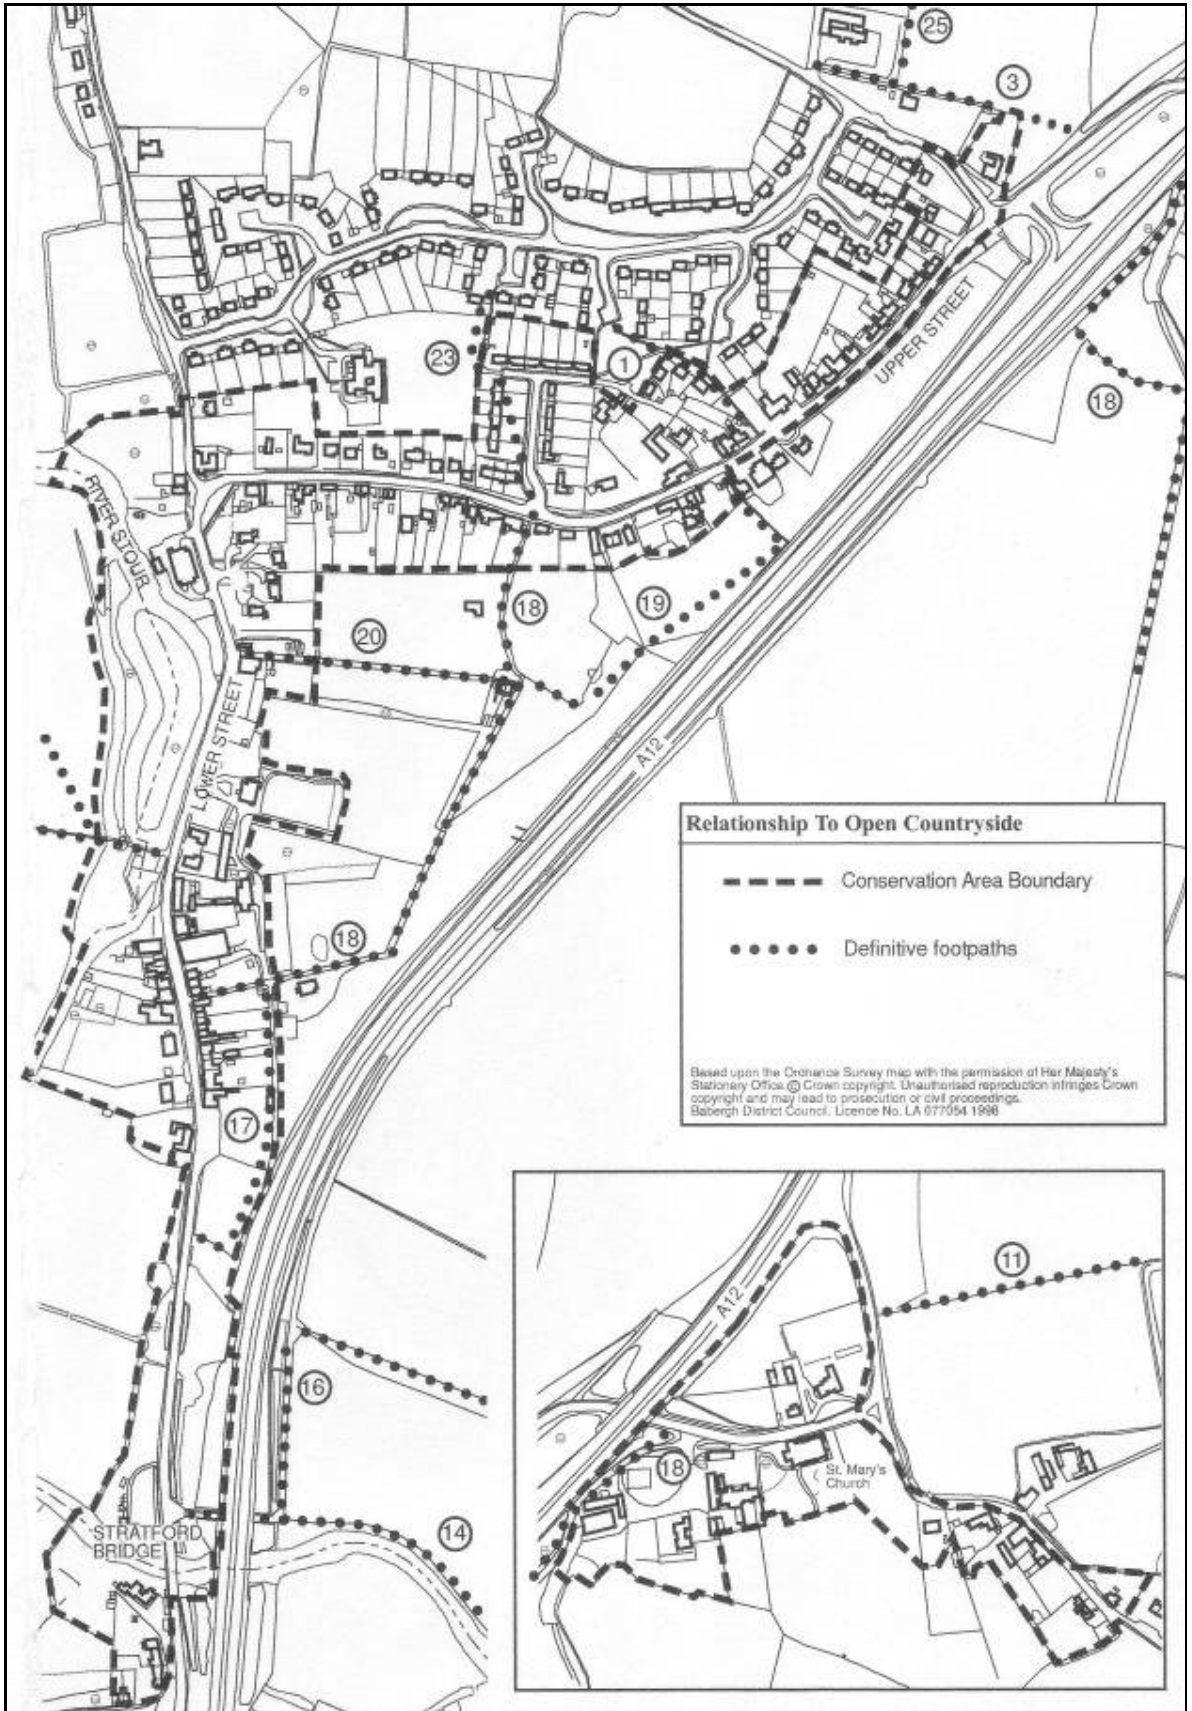 25
3
23
1
UPPER STREET
18
RIVER STOUR
18
19
20
LOWER STREET
A12
Relationship To Open Countryside
Conservation Area Boundary
Definitive footpaths
18
Based upon the Ordnance Survey map with the permission of Her Majesty's
Stationery Office © Crown copyright. Unauthorised reproduction infringes Crown
copyright and may lead to prosecution or civil proceedings.
Babergh District Council. Licence No. LA 077054 1998
17
16
14
STRATFORD
BRIDGE
11
A12
18
St. Mary's
Church